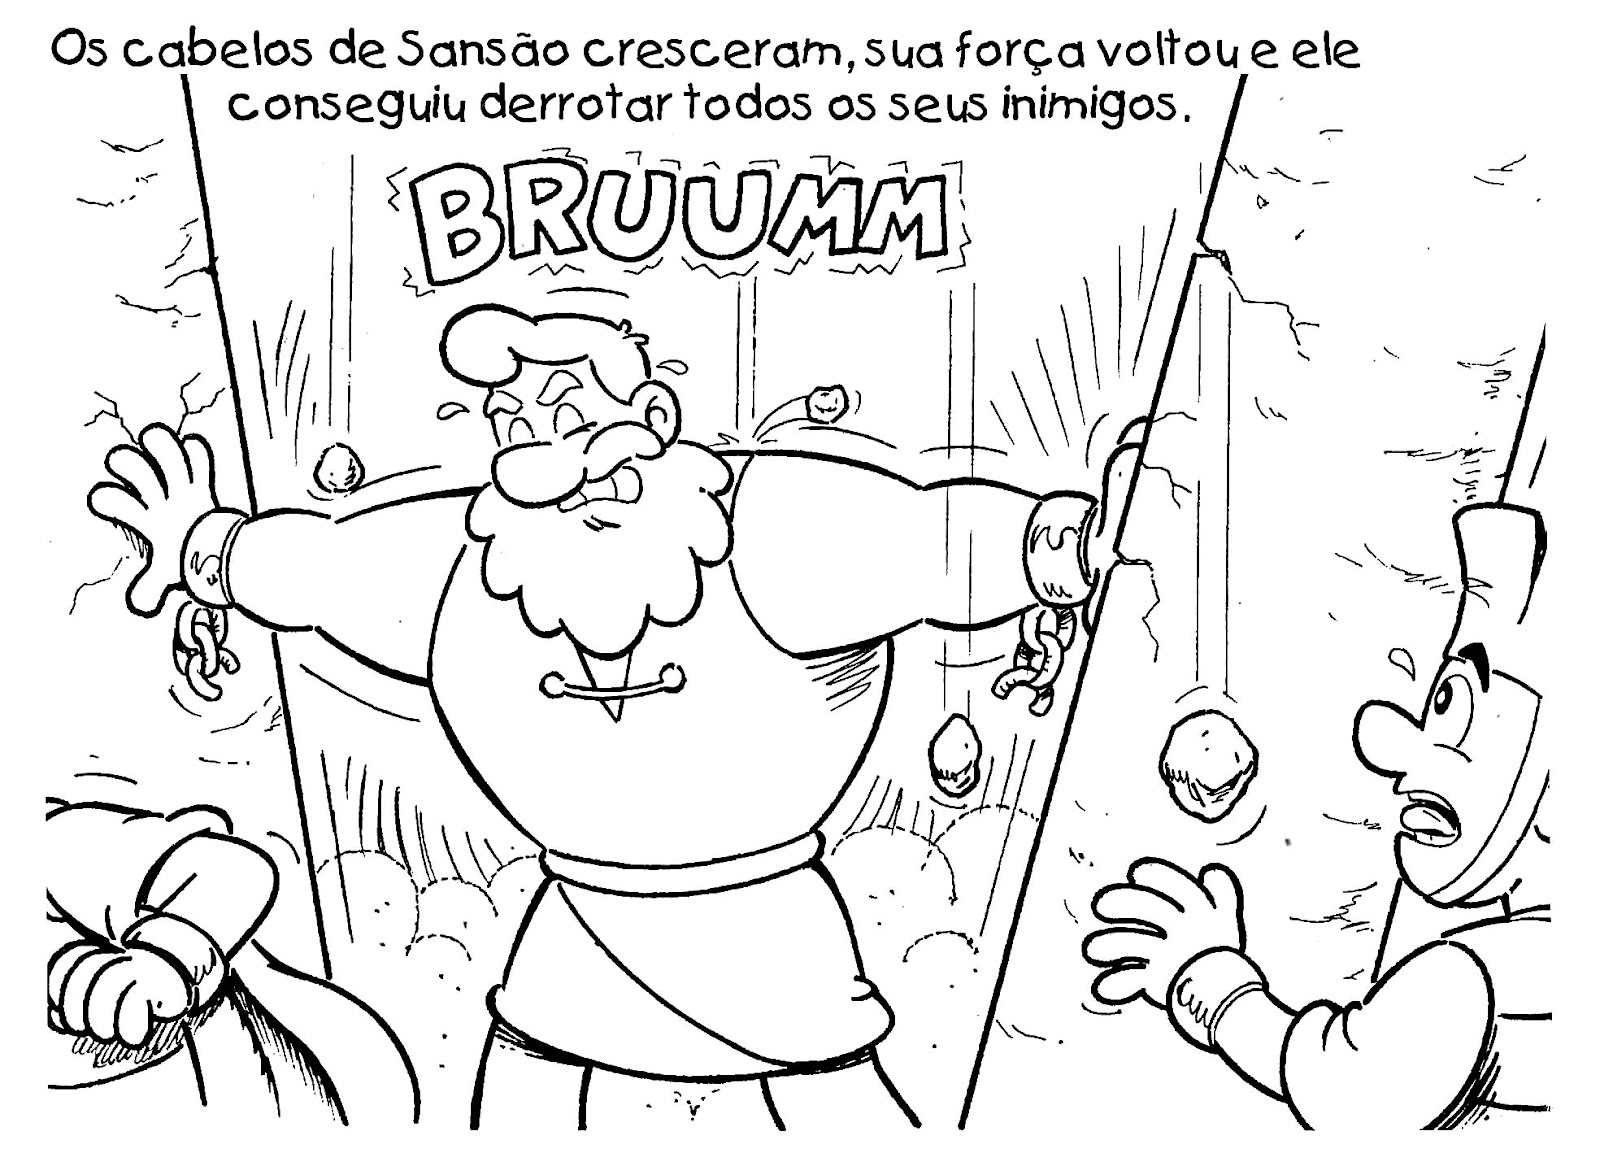 Os cabelos de Sansão cresceram, sua força voltou e ele
conseguiu derrotar todos os seus inimigos.
BRUUMM